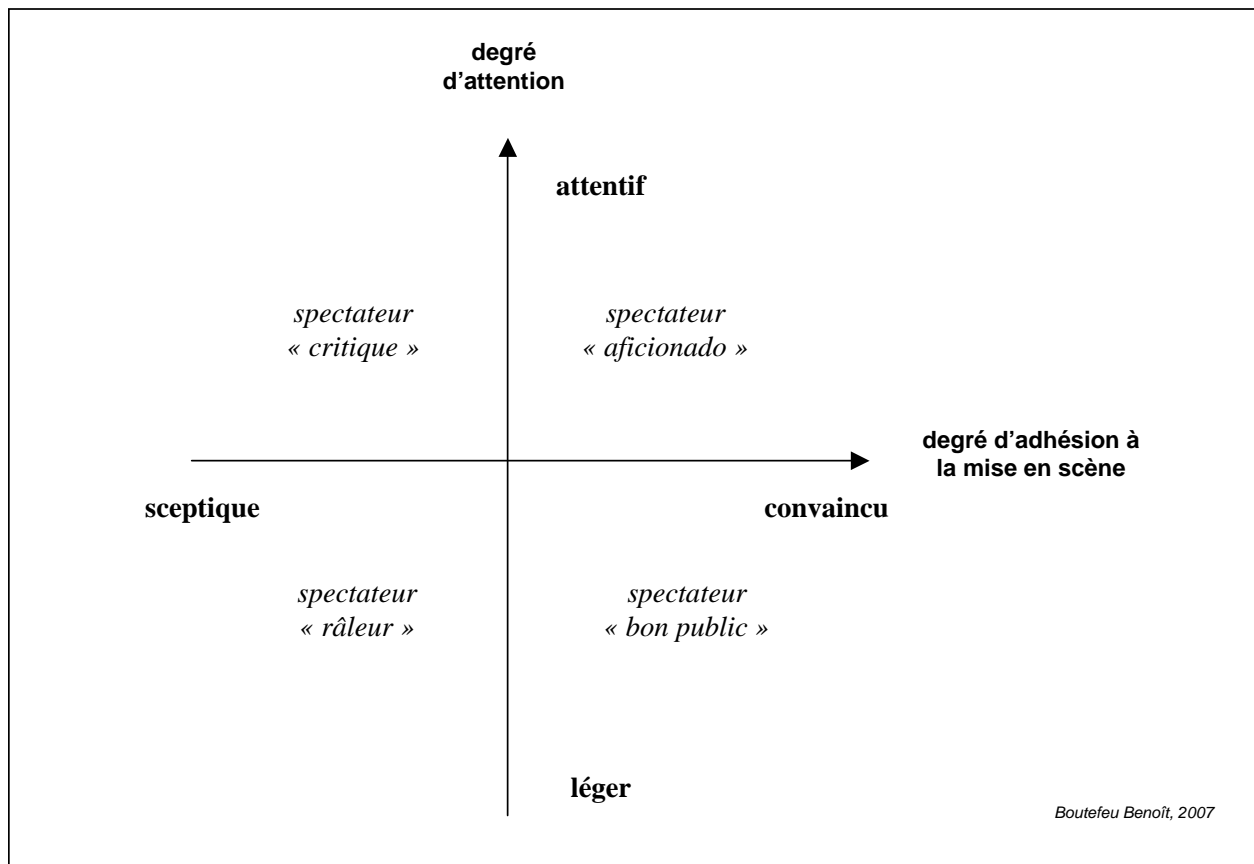 degré
d'attention
attentif
spectateur
« critique »
spectateur
« aficionado »
degré d'adhésion à
la mise en scène
sceptique
convaincu
spectateur
« râleur »
spectateur
« bon public »
léger
Boutefeu Benoît, 2007